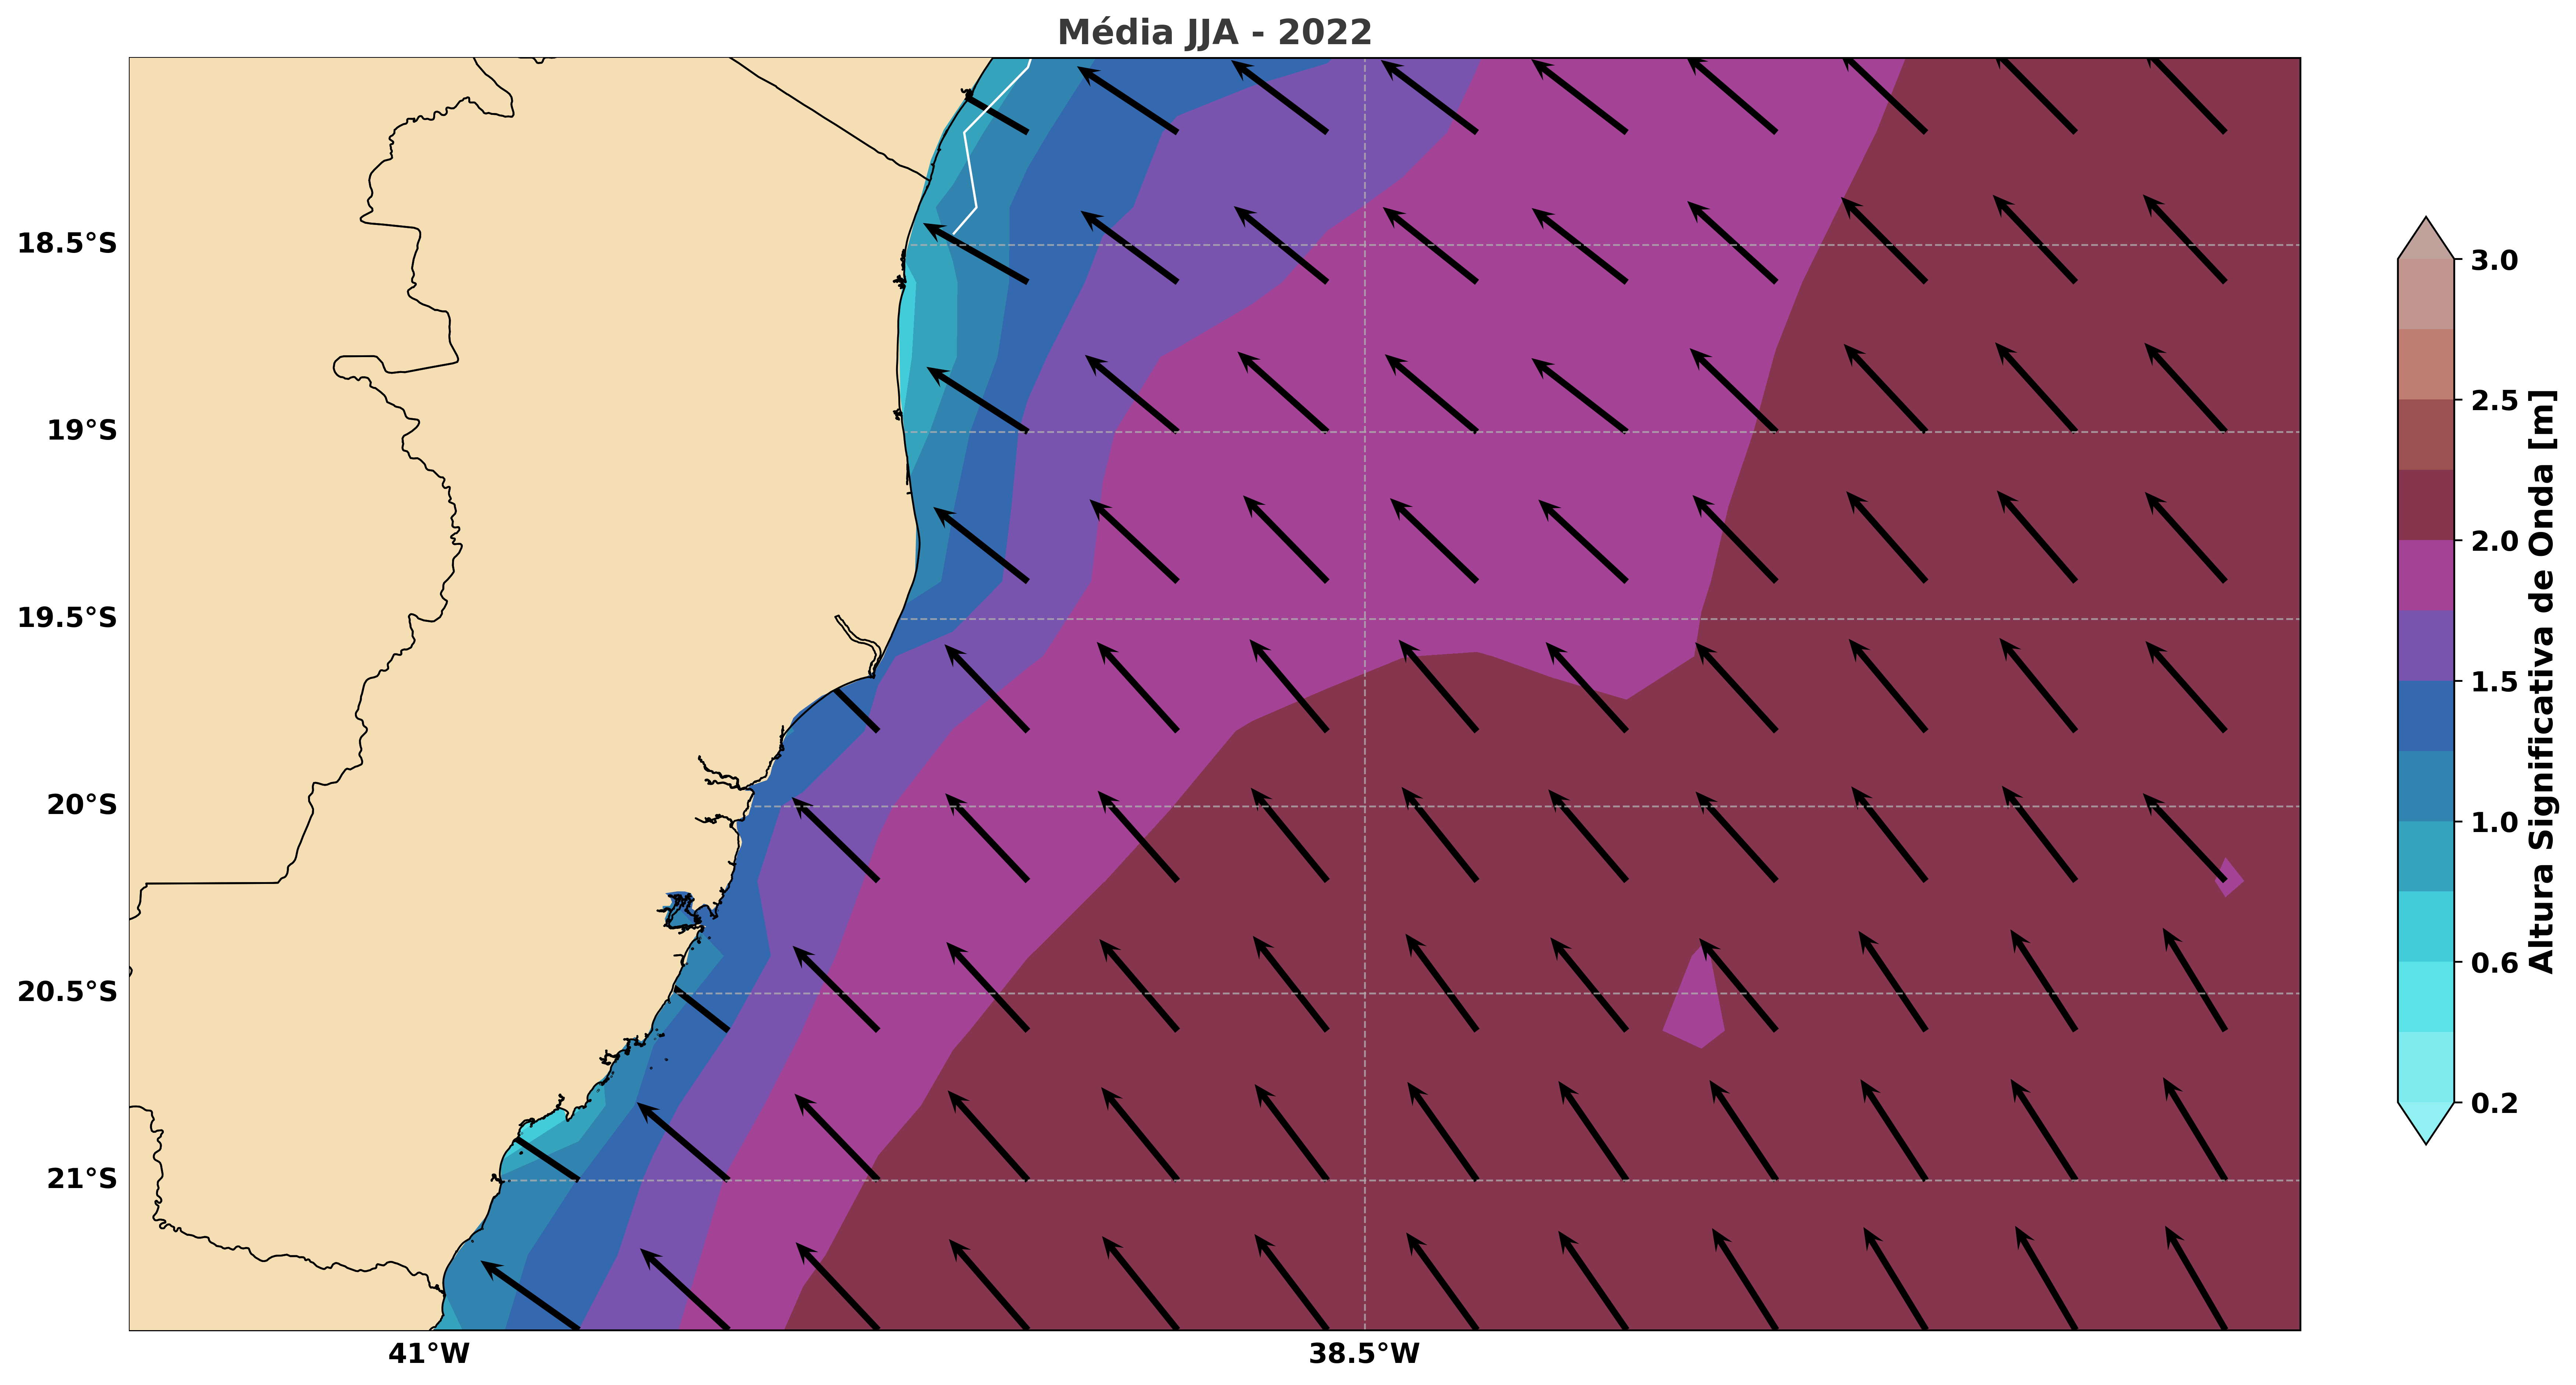 Média JJA - 2022
18.5°S
19°S
19.5°S
20°S
20.5°S
21°S
41°W
38.5°W
3.0
2.5
2.0
1.5
1.0
0.6
0.2
Altura Significativa de Onda [m]